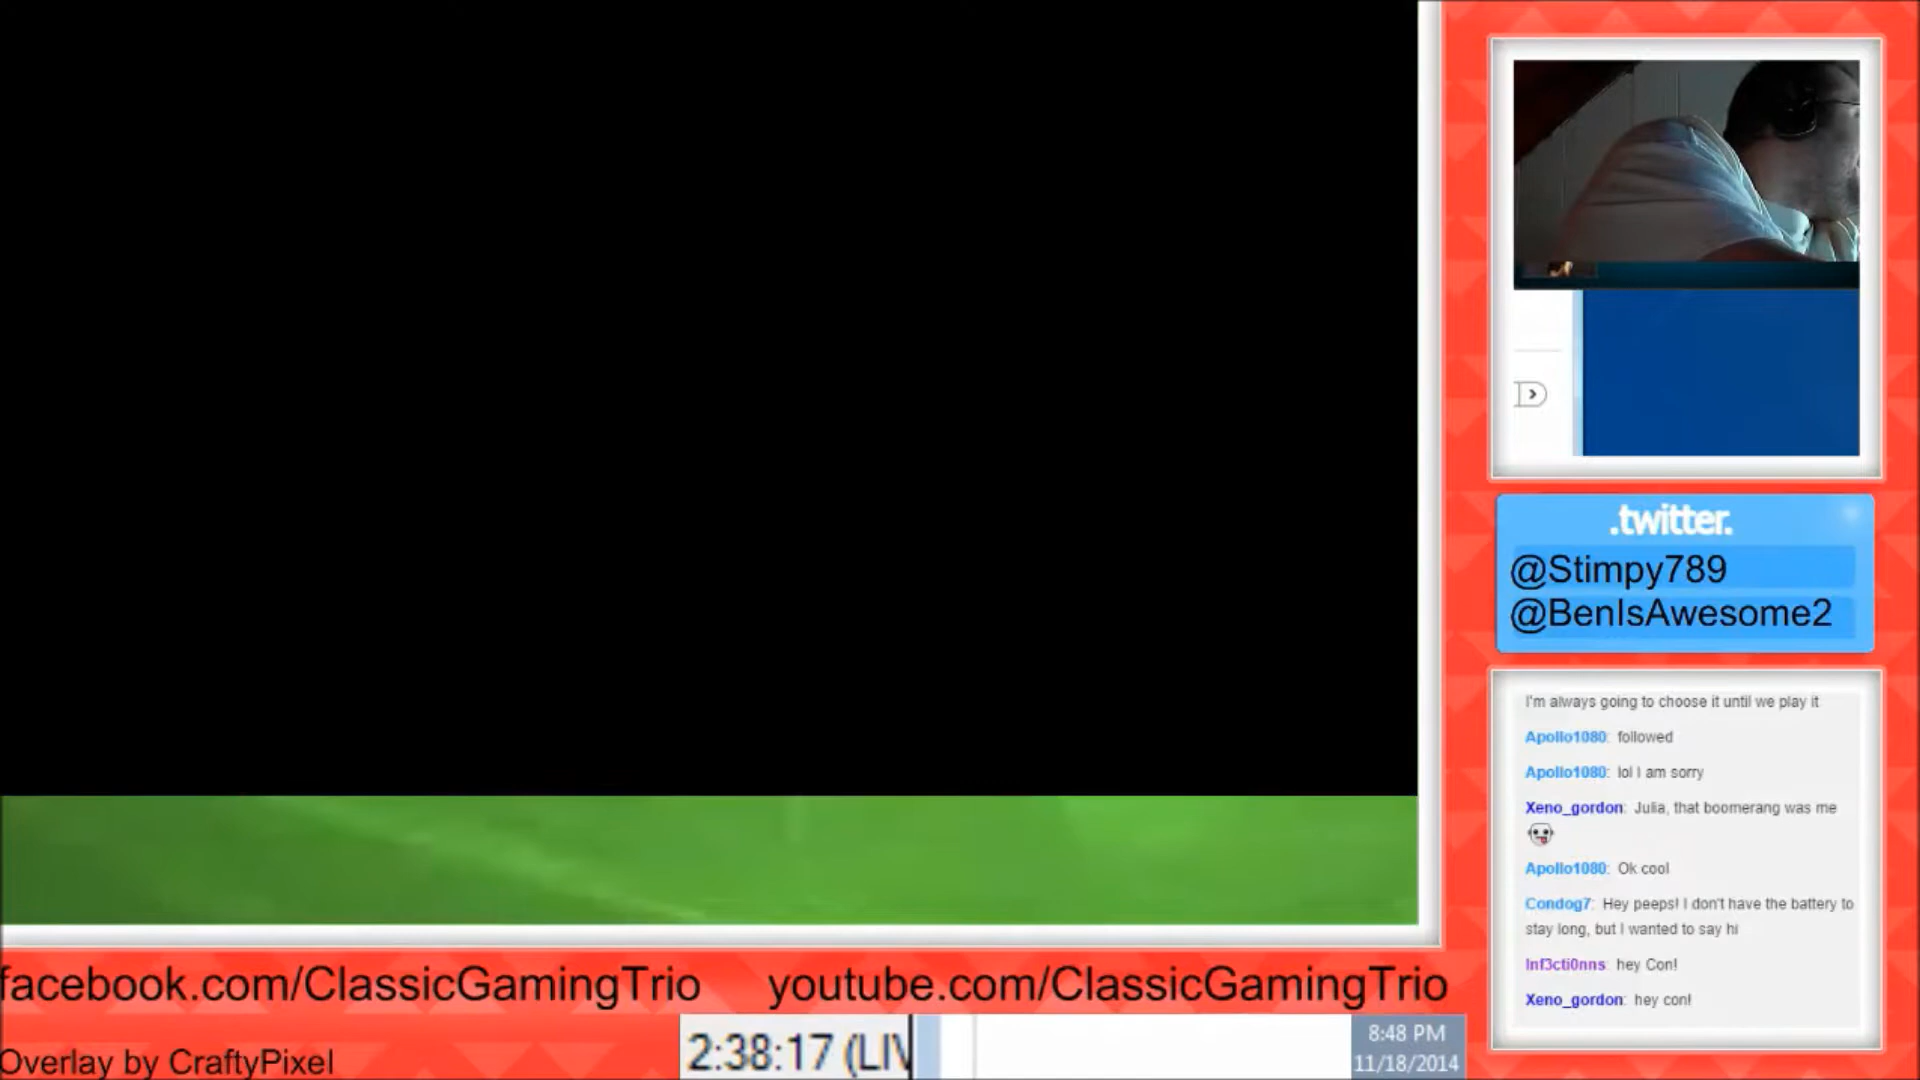 .twitter.
@Stimpy789
@BenIsAwesome2
I'm always going to choose it until we play it
Apollo1080: followed
Apollo1080: lol I am sorry
Xeno_gordon: Julia, that boomerang was me
Apollo1080: Ok cool
Condog7: Hey peeps! I don't have the battery to
stay long, but I wanted to say hi
Inf3cti0nns: hey Con!
Xeno_gordon: hey con!
facebook.com/ClassicGamingTrio youtube.com/ClassicGamingTrio
Overlay by CraftyPixel
2:38:17 (LIV
8:48 PM
11/18/2014